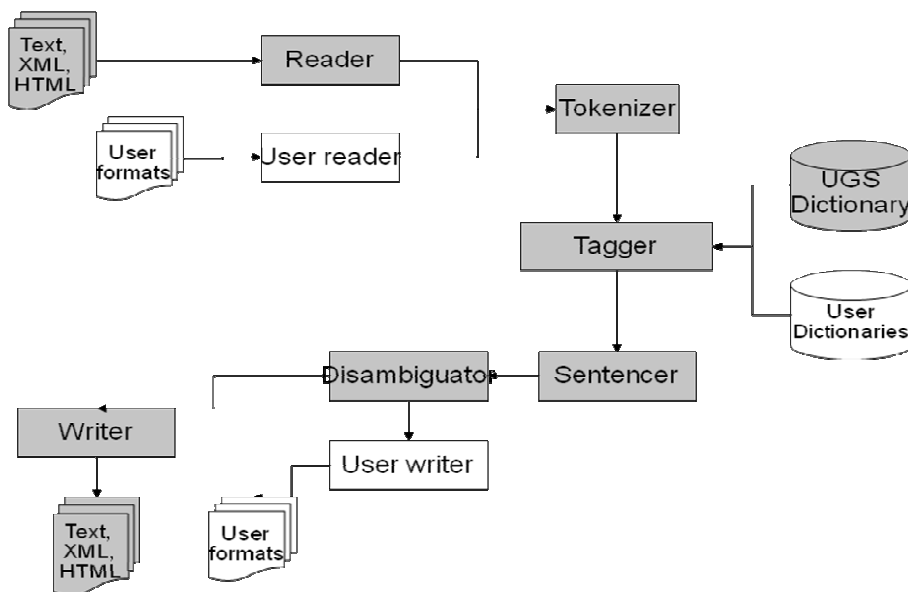 Text,
XML,
HTML
Reader
Tokenizer
User
formats
User reader
UGS
Dictionary
Tagger
User
Dictionaries
Disambiguator
Sentencer
Writer
User writer
Text,
XML,
HTML
User
formats